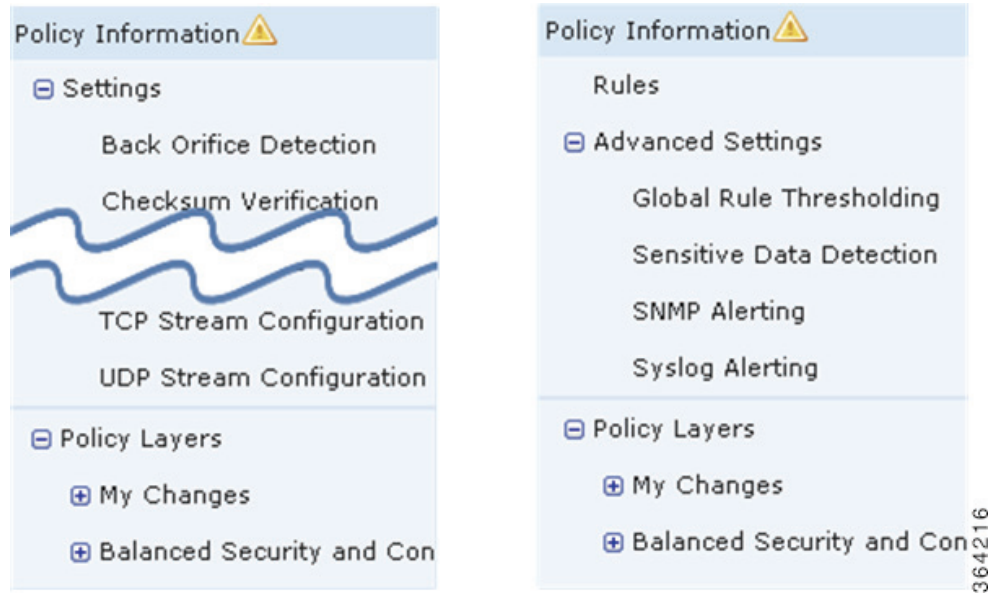 Policy Information
Settings
Back Orifice Detection
Checksum Verification
TCP Stream Configuration
UDP Stream Configuration
Policy Layers
My Changes
Balanced Security and Con
Policy Information
Rules
Advanced Settings
Global Rule Thresholding
Sensitive Data Detection
SNMP Alerting
Syslog Alerting
Policy Layers
My Changes
Balanced Security and Con
364216